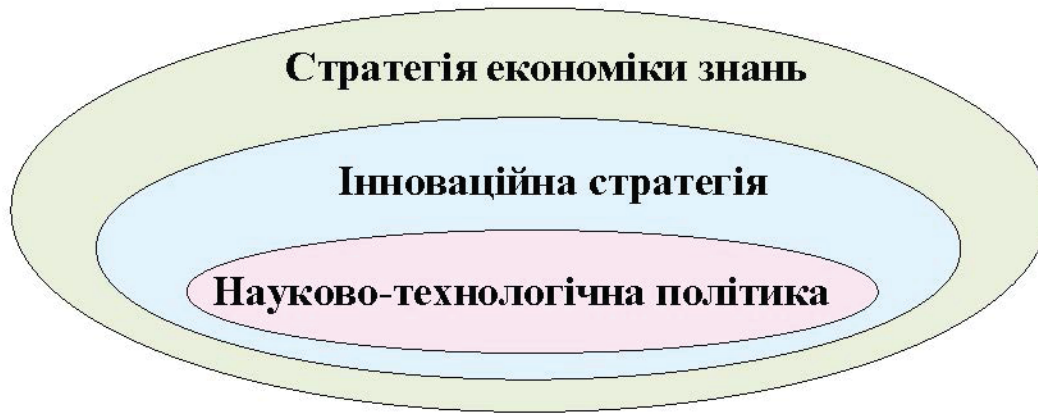 Стратегія економіки знань
Інноваційна стратегія
Науково-технологічна політика